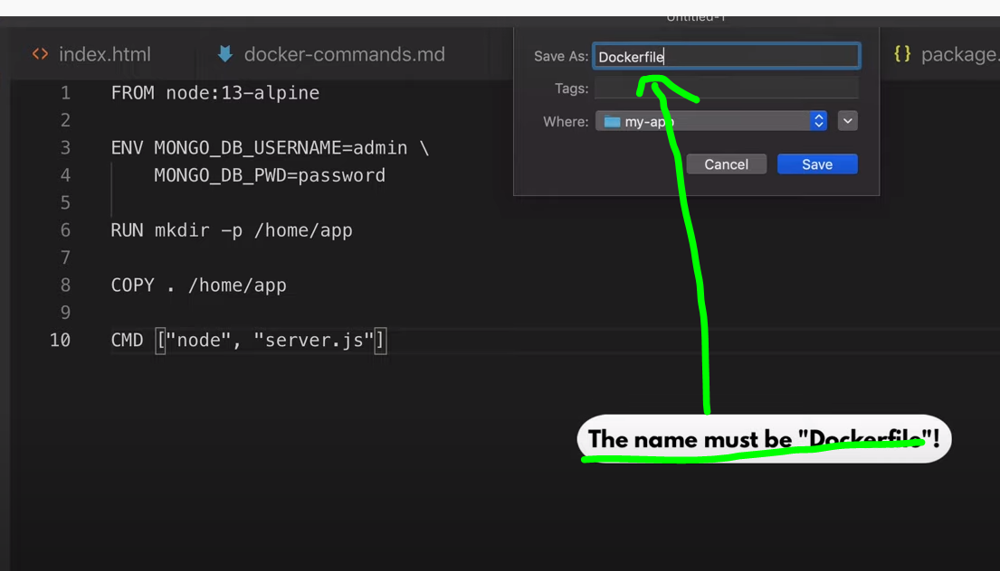 Untitled-1
index.html
docker-commands.md
Save As: Dockerfile
{} package.
Tags:
Where: my-app
Cancel Save
1 FROM node:13-alpine
2
3 ENV MONGO_DB_USERNAME=admin \
4 MONGO_DB_PWD=password
5
6 RUN mkdir -p /home/app
7
8 COPY . /home/app
9
10 CMD ["node", "server.js"]
The name must be "Dockerfile"!